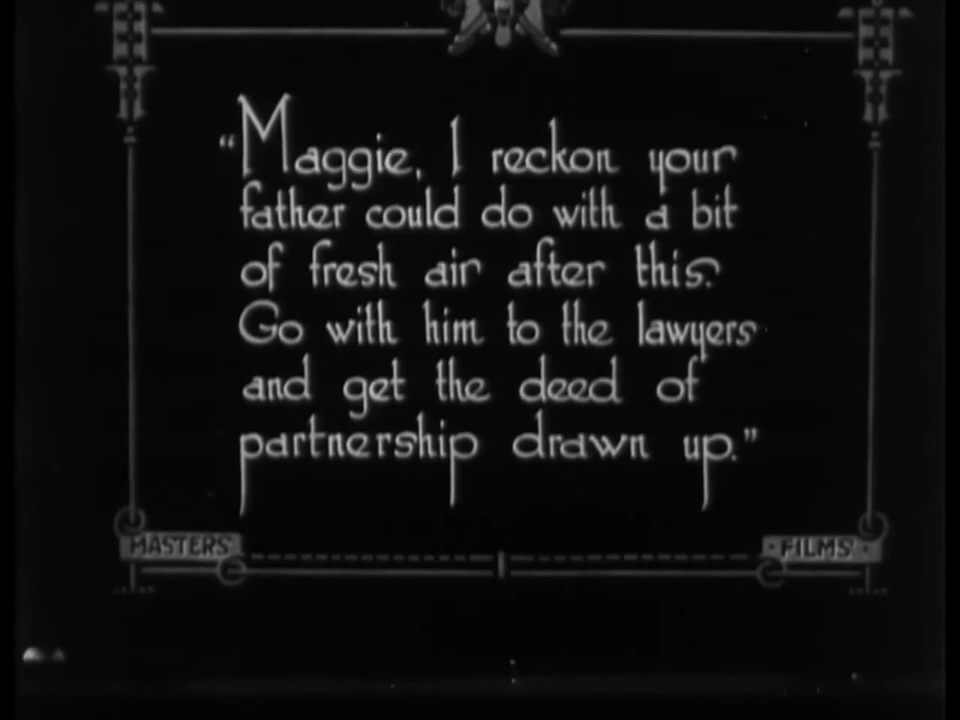 “Maggie, I reckon your
father could do with a bit
of fresh air after this.
Go with him to the lawyers
and get the deed of
partnership drawn up.”
MASTERS
FILMS